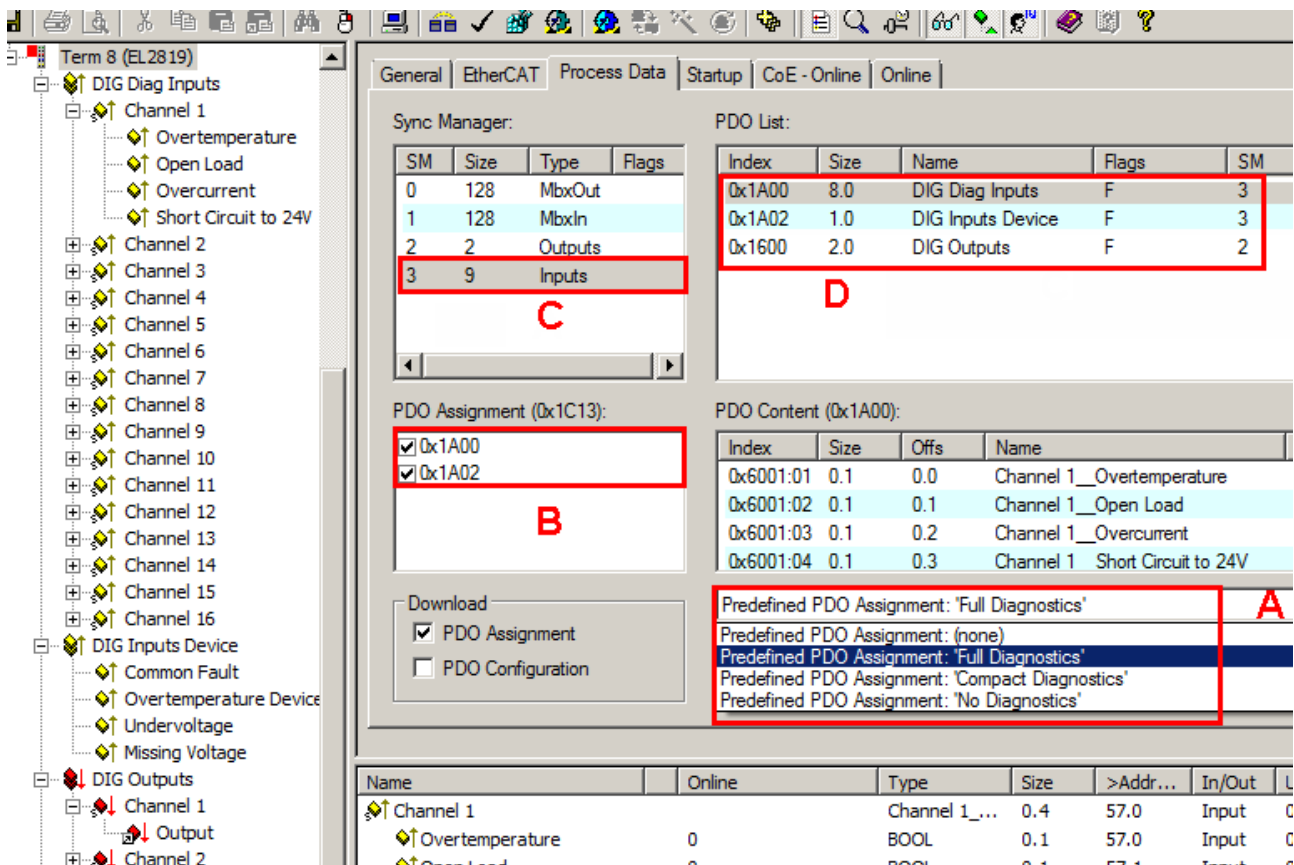 Term 8 (EL2819)
DIG Diag Inputs
Channel 1
Overtemperature
Open Load
Overcurrent
Short Circuit to 24V
Channel 2
Channel 3
Channel 4
Channel 5
Channel 6
Channel 7
Channel 8
Channel 9
Channel 10
Channel 11
Channel 12
Channel 13
Channel 14
Channel 15
Channel 16
DIG Inputs Device
Common Fault
Overtemperature Device
Undervoltage
Missing Voltage
DIG Outputs
Channel 1
Output
Channel 2
General EtherCAT Process Data Startup CoE - Online Online
Sync Manager:
SM Size Type Flags
0 128 MbxOut
1 128 MbxIn
2 2 Outputs
3 9 Inputs
C
PDO List:
Index Size Name Flags SM
0x1A00 8.0 DIG Diag Inputs F 3
0x1A02 1.0 DIG Inputs Device F 3
0x1600 2.0 DIG Outputs F 2
D
PDO Assignment (0x1C13):
0x1A00
0x1A02
B
PDO Content (0x1A00):
Index Size Offs Name
0x6001:01 0.1 0.0 Channel 1__Overtemperature
0x6001:02 0.1 0.1 Channel 1__Open Load
0x6001:03 0.1 0.2 Channel 1__Overcurrent
0x6001:04 0.1 0.3 Channel 1__Short Circuit to 24V
Download
PDO Assignment
PDO Configuration
Predefined PDO Assignment: 'Full Diagnostics'
A
Predefined PDO Assignment: (none)
Predefined PDO Assignment: 'Full Diagnostics'
Predefined PDO Assignment: 'Compact Diagnostics'
Predefined PDO Assignment: 'No Diagnostics'
Name Online Type Size >Addr... In/Out
Channel 1 Channel 1_... 0.4 57.0 Input
Overtemperature 0 BOOL 0.1 57.0 Input
Open Load 0 BOOL 0.1 57.1 Input